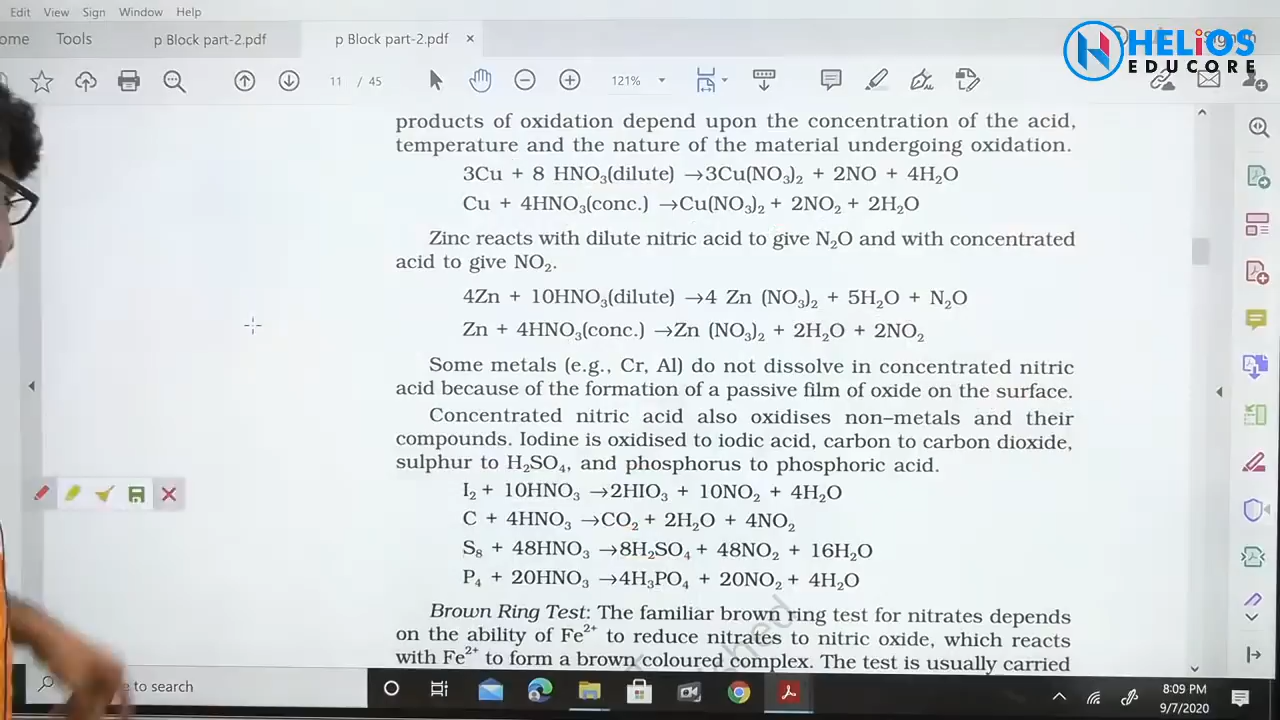 Edit View Sign Window Help
ome Tools p Block part-2.pdf p Block part-2.pdf ×
HELiOS
EDUCORE
11 / 45 121%
products of oxidation depend upon the concentration of the acid,
temperature and the nature of the material undergoing oxidation.
3Cu + 8 HNO₃(dilute) →3Cu(NO₃)₂ + 2NO + 4H₂O
Cu + 4HNO₃(conc.) →Cu(NO₃)₂ + 2NO₂ + 2H₂O
Zinc reacts with dilute nitric acid to give N₂O and with concentrated
acid to give NO₂.
4Zn + 10HNO₃(dilute) →4 Zn (NO₃)₂ + 5H₂O + N₂O
Zn + 4HNO₃(conc.) →Zn (NO₃)₂ + 2H₂O + 2NO₂
Some metals (e.g., Cr, Al) do not dissolve in concentrated nitric
acid because of the formation of a passive film of oxide on the surface.
Concentrated nitric acid also oxidises non–metals and their
compounds. Iodine is oxidised to iodic acid, carbon to carbon dioxide,
sulphur to H₂SO₄, and phosphorus to phosphoric acid.
I₂ + 10HNO₃ →2HIO₃ + 10NO₂ + 4H₂O
C + 4HNO₃ →CO₂ + 2H₂O + 4NO₂
S₈ + 48HNO₃ →8H₂SO₄ + 48NO₂ + 16H₂O
P₄ + 20HNO₃ →4H₃PO₄ + 20NO₂ + 4H₂O
Brown Ring Test: The familiar brown ring test for nitrates depends
on the ability of Fe²⁺ to reduce nitrates to nitric oxide, which reacts
with Fe²⁺ to form a brown coloured complex. The test is usually carried
to search
8:09 PM
9/7/2020